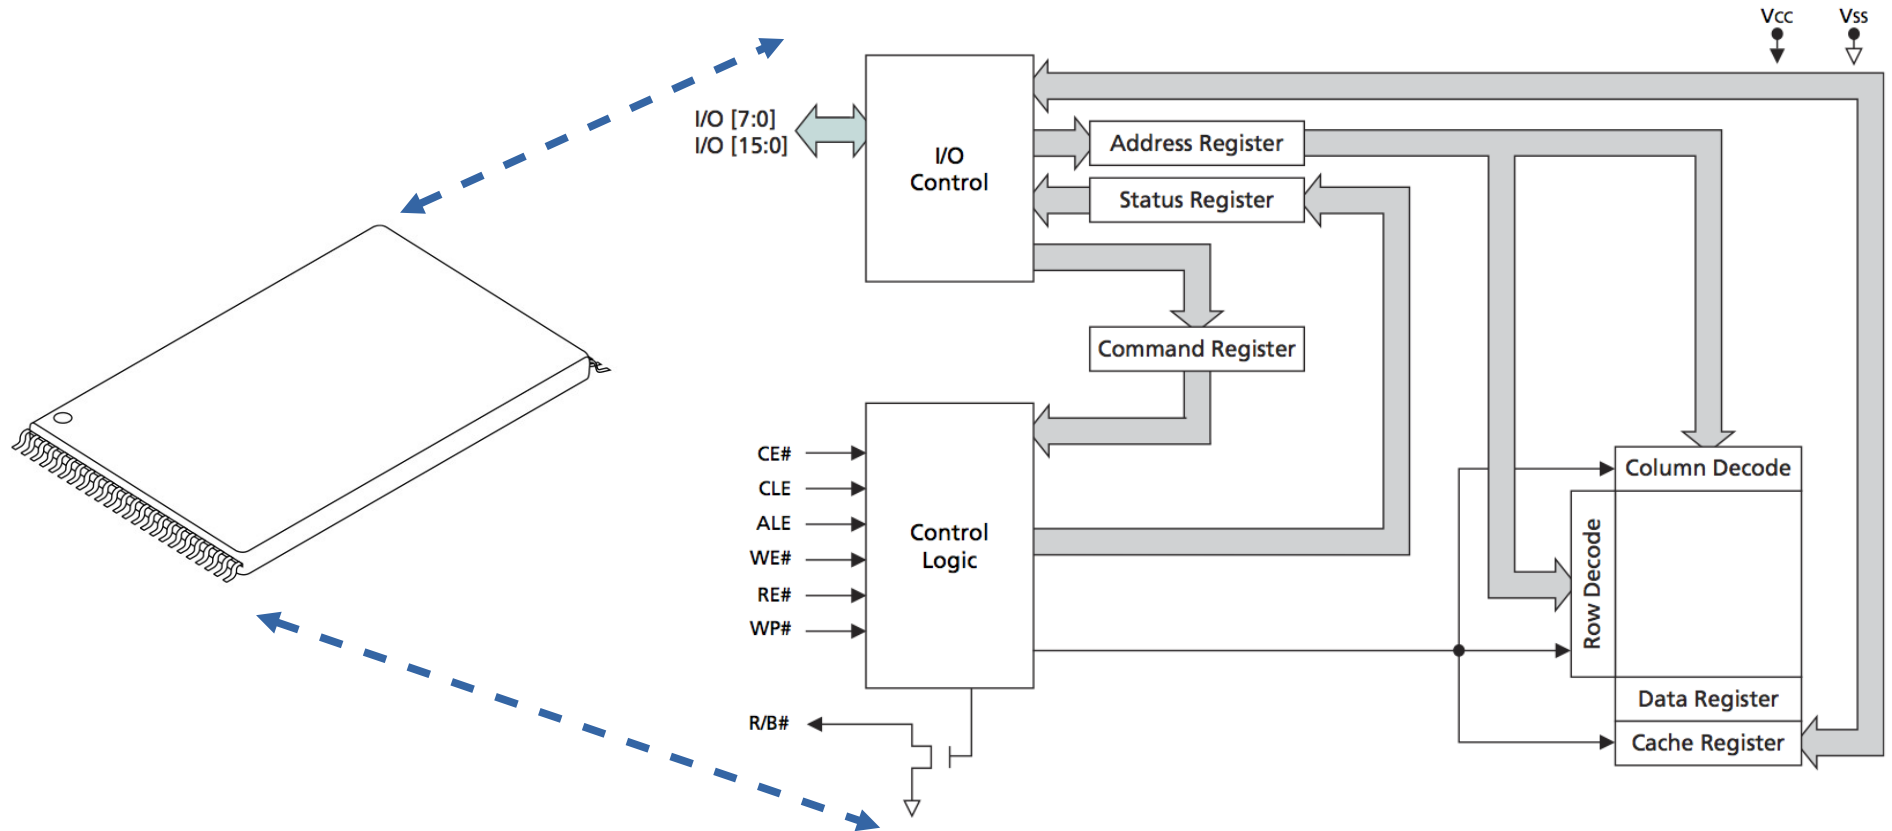 Vcc
Vss
I/O [7:0]
I/O [15:0]
I/O
Control
Address Register
Status Register
Command Register
CE#
CLE
ALE
WE#
RE#
WP#
Control
Logic
R/B#
Column Decode
Row Decode
Data Register
Cache Register